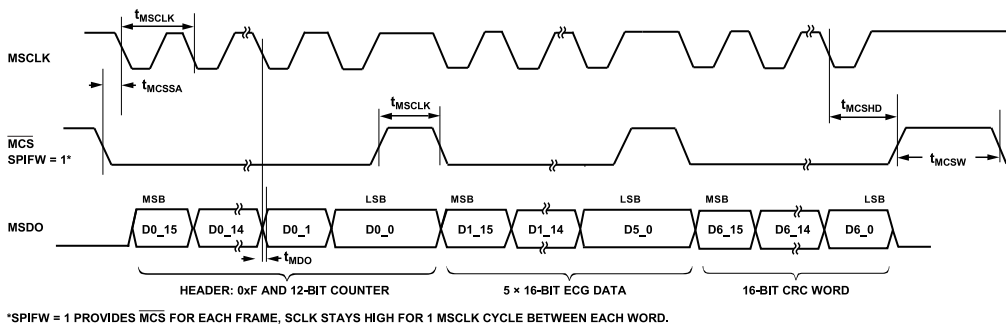 tMSCLK
MSCLK
tMCSSA
tMSCLK
tMCSHD
MCS
SPIFW = 1*
tMCSW
MSB LSB MSB LSB MSB LSB
MSDO
D0_15 D0_14 D0_1 D0_0 D1_15 D1_14 D5_0 D6_15 D6_14 D6_0
tMDO
HEADER: 0xF AND 12-BIT COUNTER 5 × 16-BIT ECG DATA 16-BIT CRC WORD
*SPIFW = 1 PROVIDES MCS FOR EACH FRAME, SCLK STAYS HIGH FOR 1 MSCLK CYCLE BETWEEN EACH WORD.